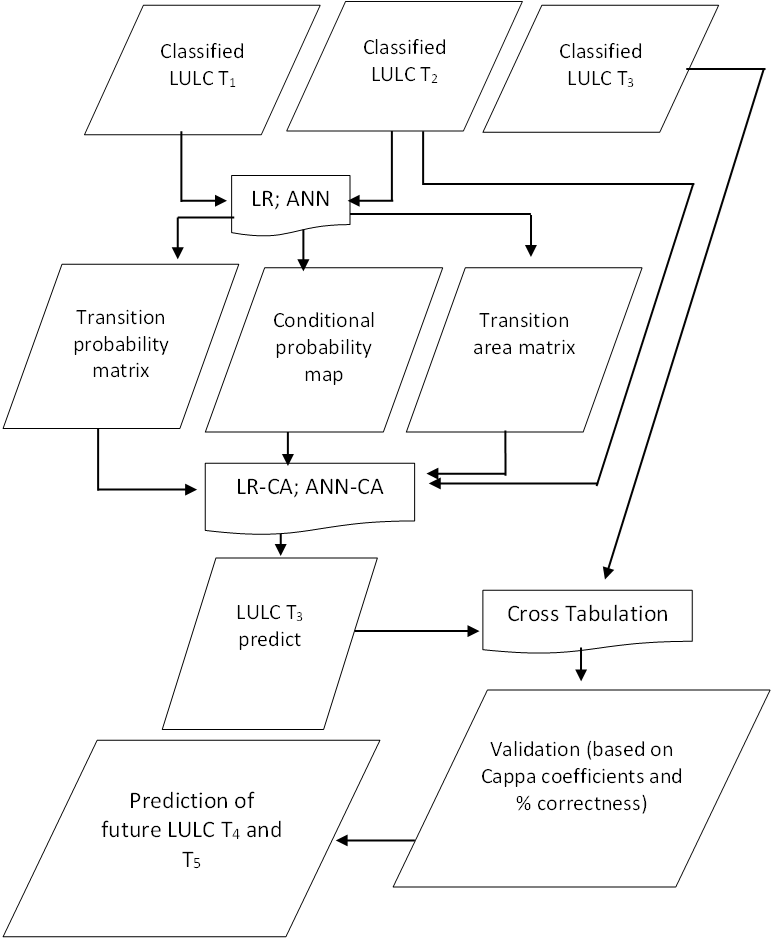 Classified
LULC T₁
Classified
LULC T₂
Classified
LULC T₃
LR; ANN
Transition
probability
matrix
Conditional
probability
map
Transition
area matrix
LR-CA; ANN-CA
LULC T₃
predict
Cross Tabulation
Validation (based on
Cappa coefficients and
% correctness)
Prediction of
future LULC T₄ and
T₅